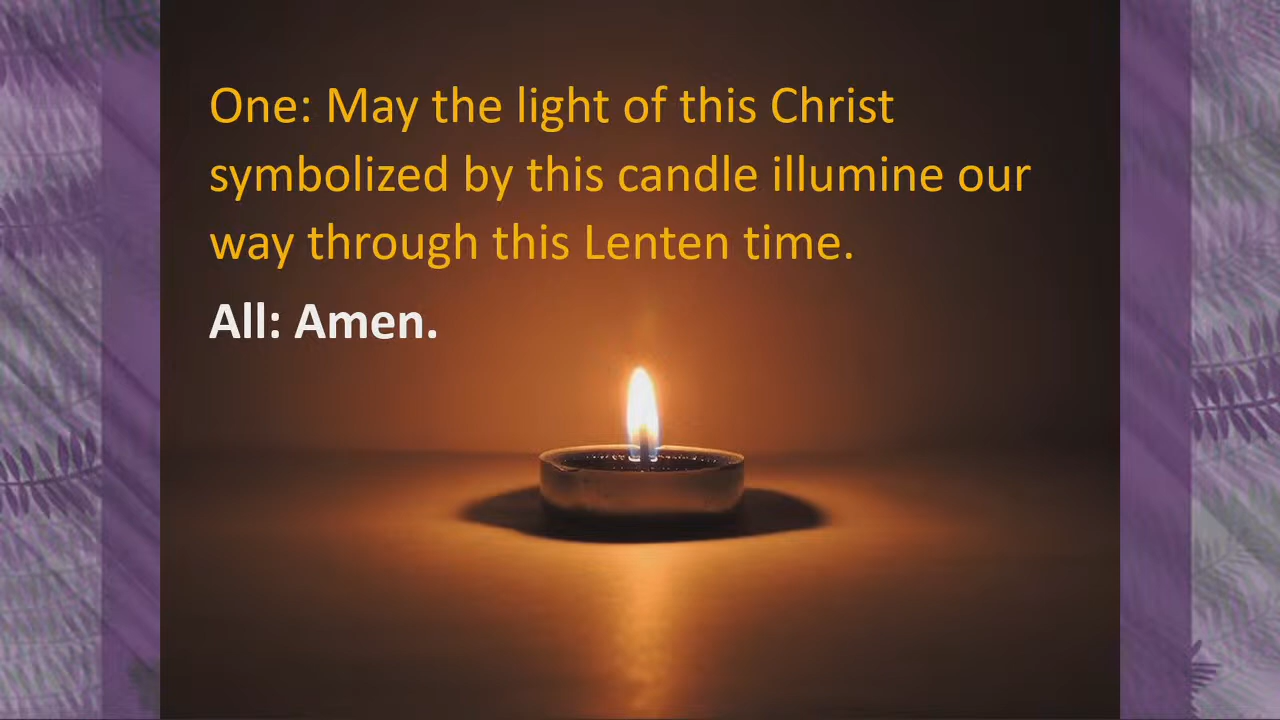 One: May the light of this Christ
symbolized by this candle illumine our
way through this Lenten time.
All: Amen.